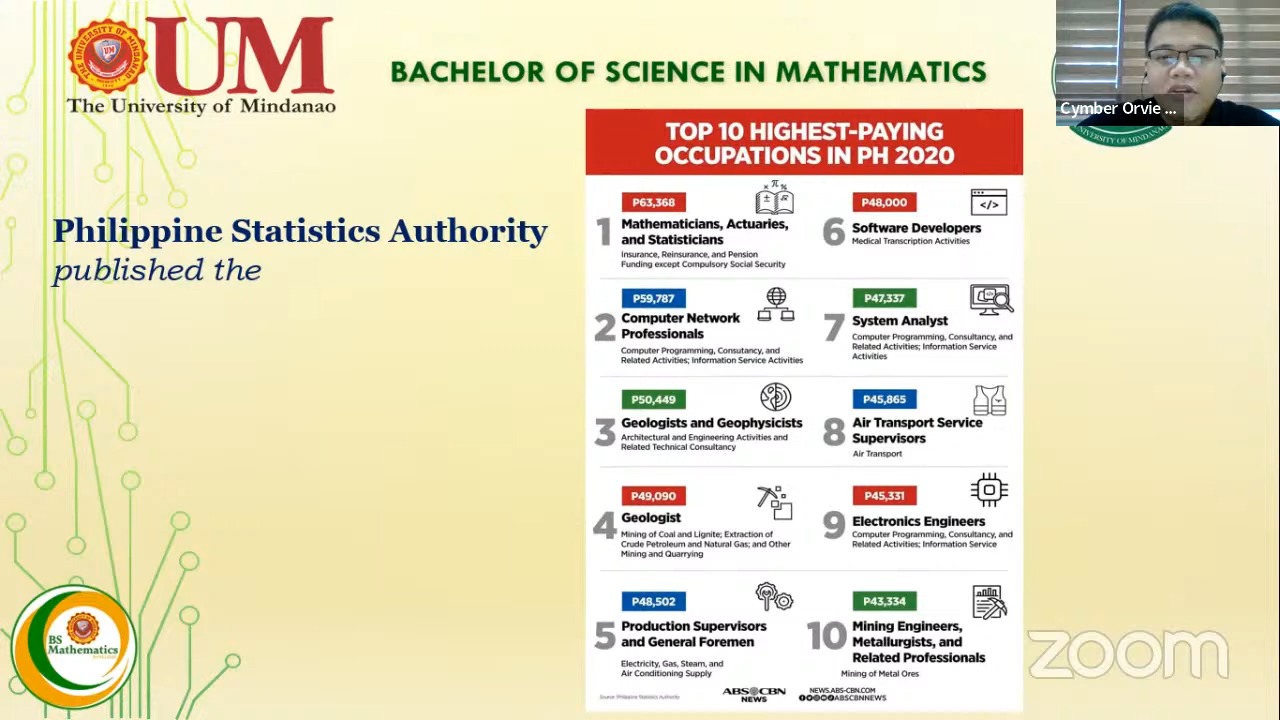 UM
The University of Mindanao
BACHELOR OF SCIENCE IN MATHEMATICS
Cymber Orvie ...
Philippine Statistics Authority
published the
TOP 10 HIGHEST-PAYING
OCCUPATIONS IN PH 2020
1
P63,368
Mathematicians, Actuaries,
and Statisticians
Insurance, Reinsurance, and Pension
Funding except Compulsory Social Security
2
P59,787
Computer Network
Professionals
Computer Programming, Consutancy, and
Related Activities; Information Service Activities
3
P50,449
Geologists and Geophysicists
Architectural and Engineering Activities and
Related Technical Consultancy
4
P49,090
Geologist
Mining of Coal and Lignite; Extraction of
Crude Petroleum and Natural Gas; and Other
Mining and Quarrying
5
P48,502
Production Supervisors
and General Foremen
Electricity, Gas, Steam, and
Air Conditioning Supply
6
P48,000
</>
Software Developers
Medical Transcription Activities
7
P47,337
System Analyst
Computer Programming, Consultancy, and
Related Activities; Information Service
Activities
8
P45,865
Air Transport Service
Supervisors
Air Transport
9
P45,331
Electronics Engineers
Computer Programming, Consultancy, and
Related Activities; Information Service
10
P43,334
Mining Engineers,
Metallurgists, and
Related Professionals
Mining of Metal Ores
Source: Philippine Statistics Authority
ABS CBN
NEWS
NEWS.ABS-CBN.COM
ABSCBNNEWS
BS
Mathematics
zoom